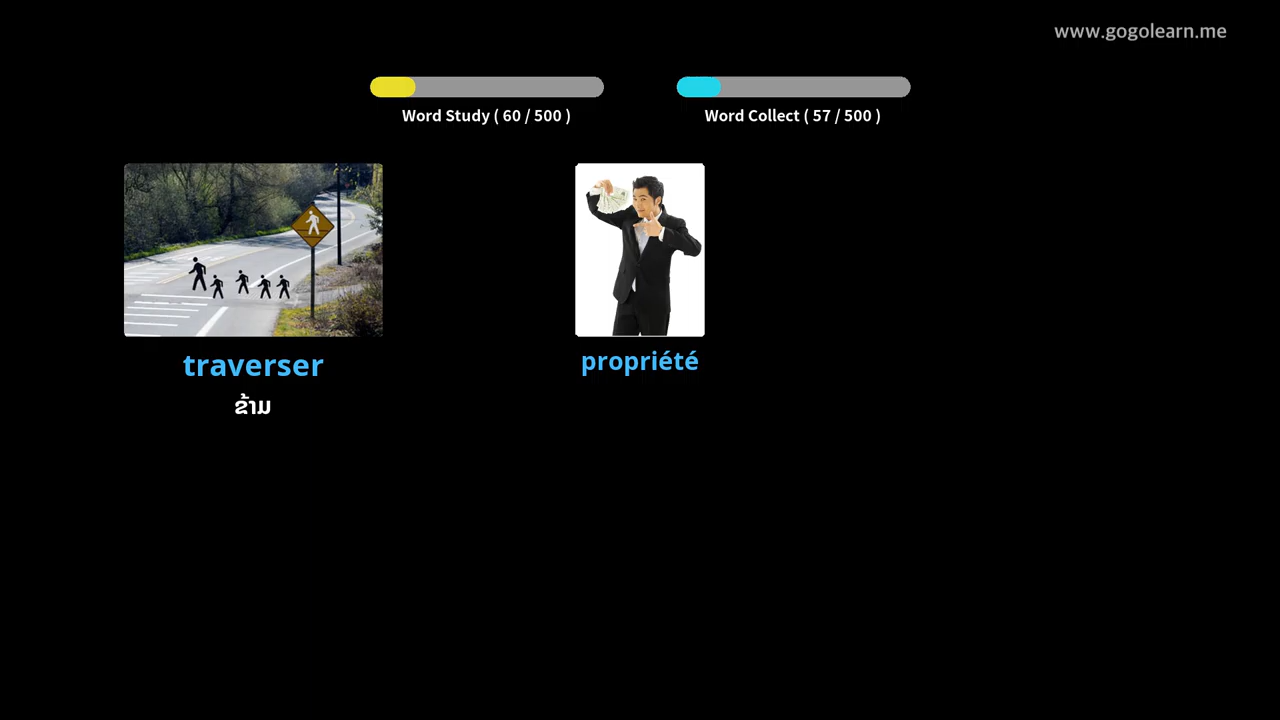 www.gogolearn.me
Word Study ( 60 / 500 )
Word Collect ( 57 / 500 )
traverser
ຂ້າມ
propriété